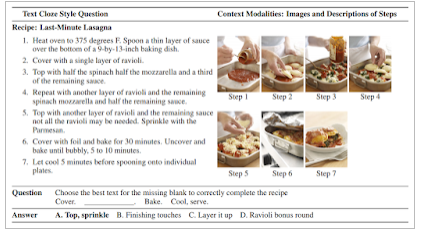 Text Cloze Style Question
Context Modalities: Images and Descriptions of Steps
Recipe: Last-Minute Lasagna
1. Heat oven to 375 degrees F. Spoon a thin layer of sauce
over the bottom of a 9-by-13-inch baking dish.
2. Cover with a single layer of ravioli.
3. Top with half the spinach half the mozzarella and a third
of the remaining sauce.
4. Repeat with another layer of ravioli and the remaining
spinach mozzarella and half the remaining sauce.
5. Top with another layer of ravioli and the remaining sauce
not all the ravioli may be needed. Sprinkle with the
Parmesan.
6. Cover with foil and bake for 30 minutes. Uncover and
bake until bubbly, 5 to 10 minutes.
7. Let cool 5 minutes before spooning onto individual
plates.
Step 1 Step 2 Step 3 Step 4
Step 5 Step 6 Step 7
Question Choose the best text for the missing blank to correctly complete the recipe
Cover. ____________. Bake. Cool, serve.
Answer A. Top, sprinkle B. Finishing touches C. Layer it up D. Ravioli bonus round